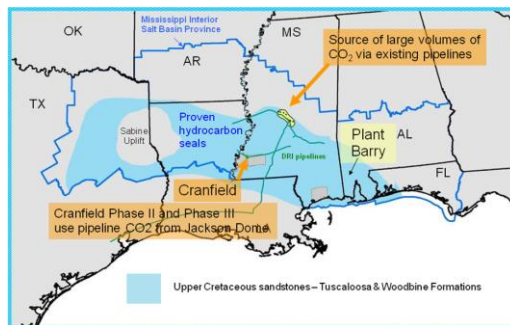 OK
Mississippi Interior
Salt Basin Province
MS
Source of large volumes of
CO2 via existing pipelines
AR
TX
Sabine
Uplift
Proven
hydrocarbon
seals
Plant
Barry
AL
DRI pipelines
FL
Cranfield
Cranfield Phase II and Phase III
use pipeline CO2 from Jackson Dome
LA
Upper Cretaceous sandstones – Tuscaloosa & Woodbine Formations